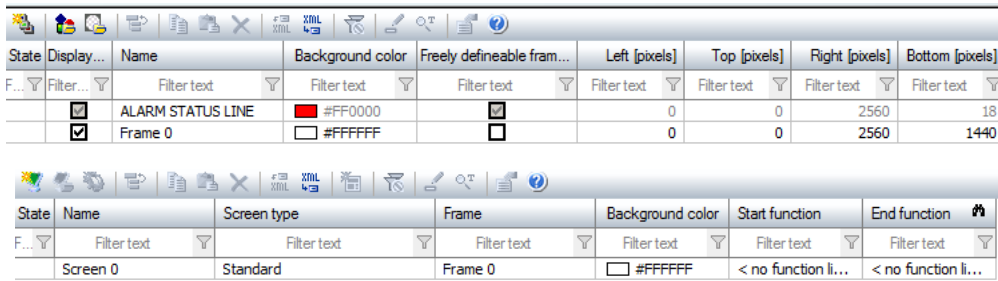 XML XML
State Display... Name Background color Freely defineable fram... Left [pixels] Top [pixels] Right [pixels] Bottom [pixels]
F... Filter... Filter text Filter text Filter text Filter text Filter text Filter text Filter text
ALARM STATUS LINE #FF0000 0 0 2560 18
Frame 0 #FFFFFF 0 0 2560 1440
XML XML
State Name Screen type Frame Background color Start function End function
F... Filter text Filter text Filter text Filter text Filter text Filter text
Screen 0 Standard Frame 0 #FFFFFF < no function li... < no function li...